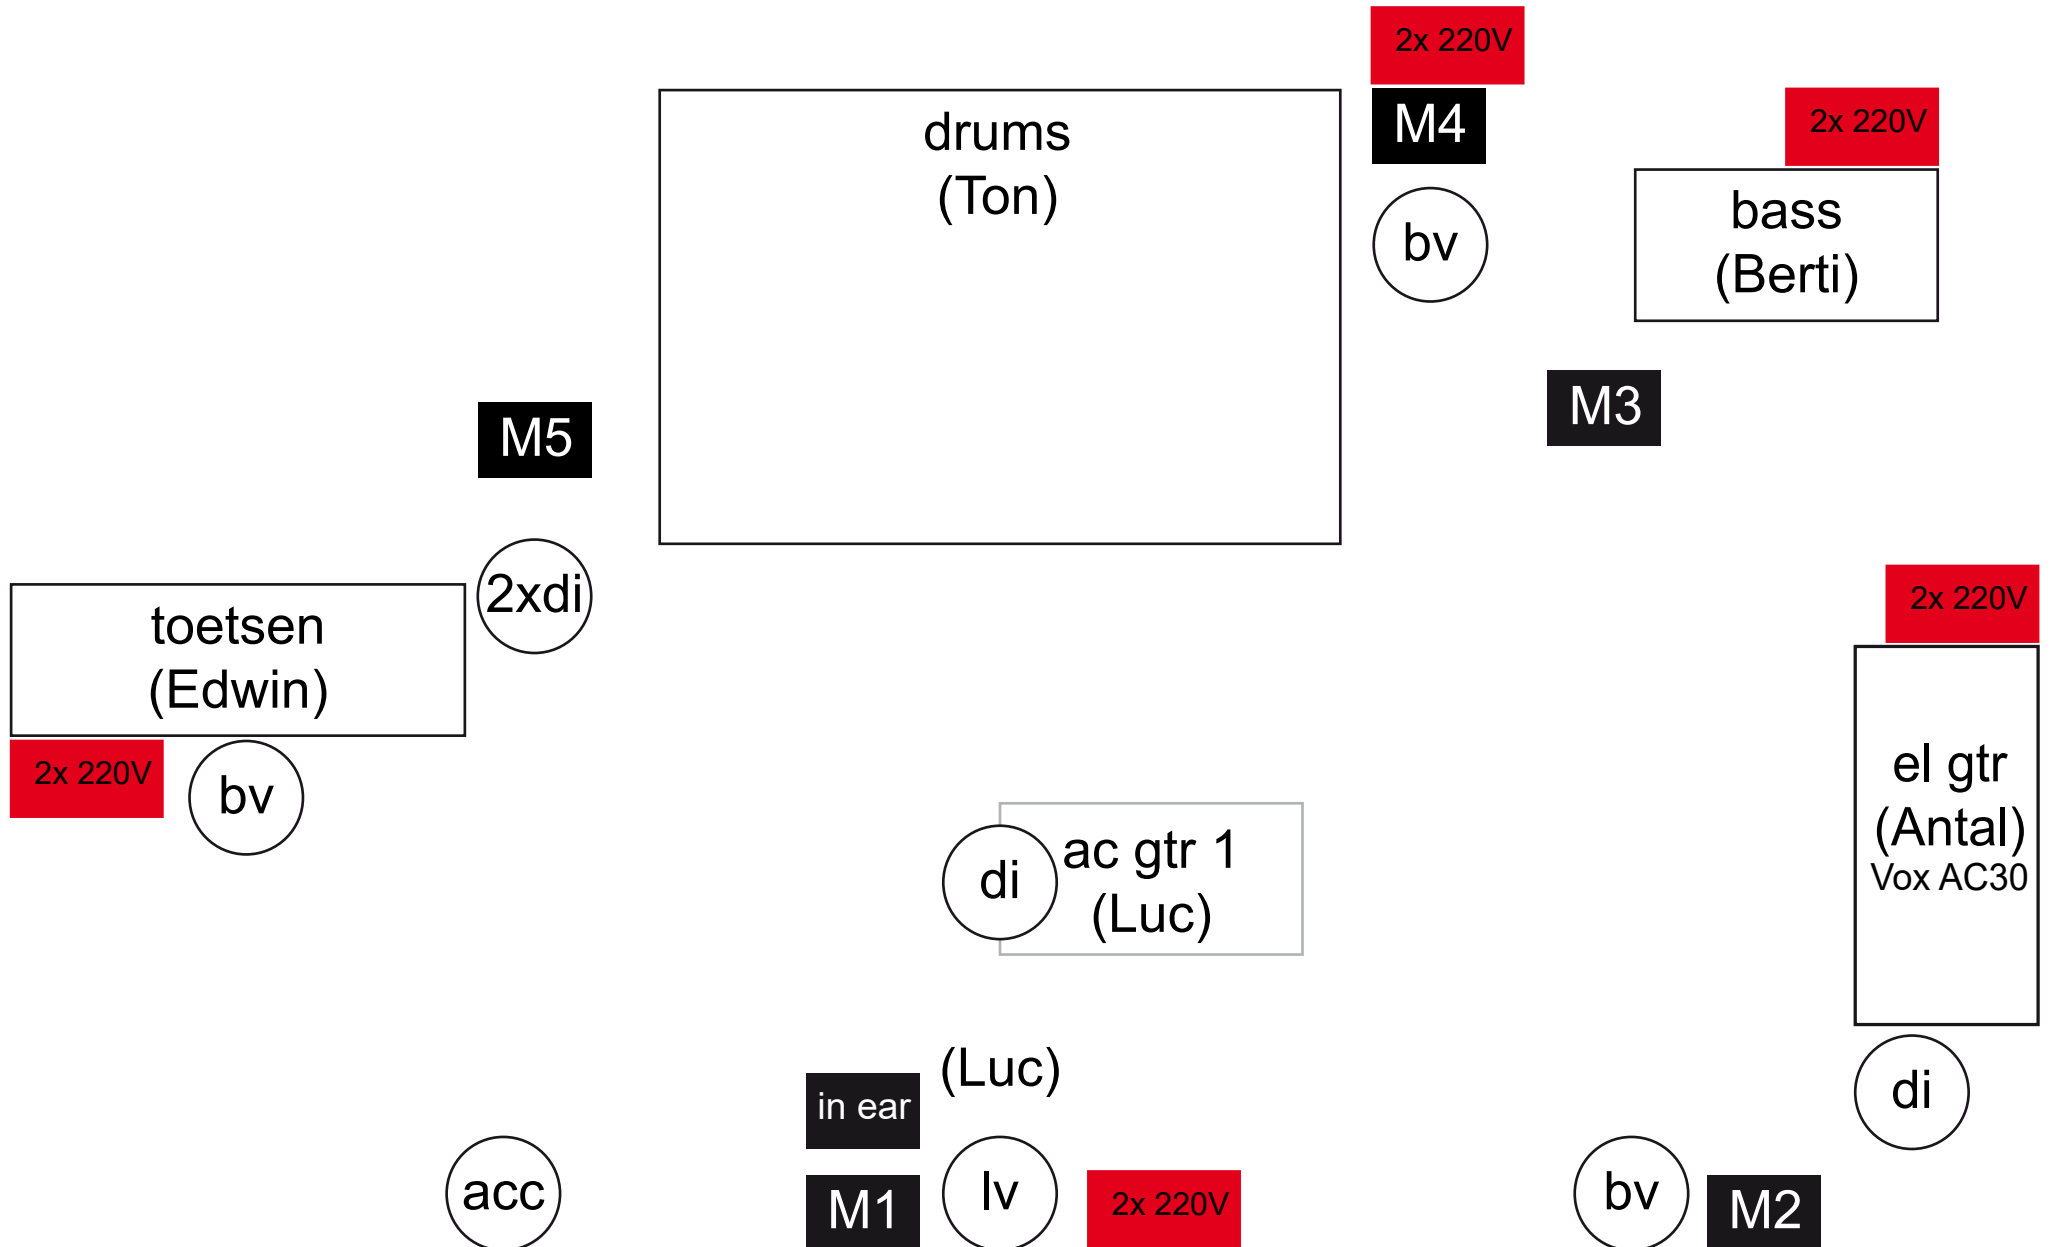 2x 220V
drums
(Ton)
M4
2x 220V
bv
bass
(Berti)
M3
M5
2xdi
toetsen
(Edwin)
2x 220V
bv
2x 220V
el gtr
(Antal)
Vox AC30
di
ac gtr 1
(Luc)
di
(Luc)
in ear
acc
M1
lv
2x 220V
bv
M2